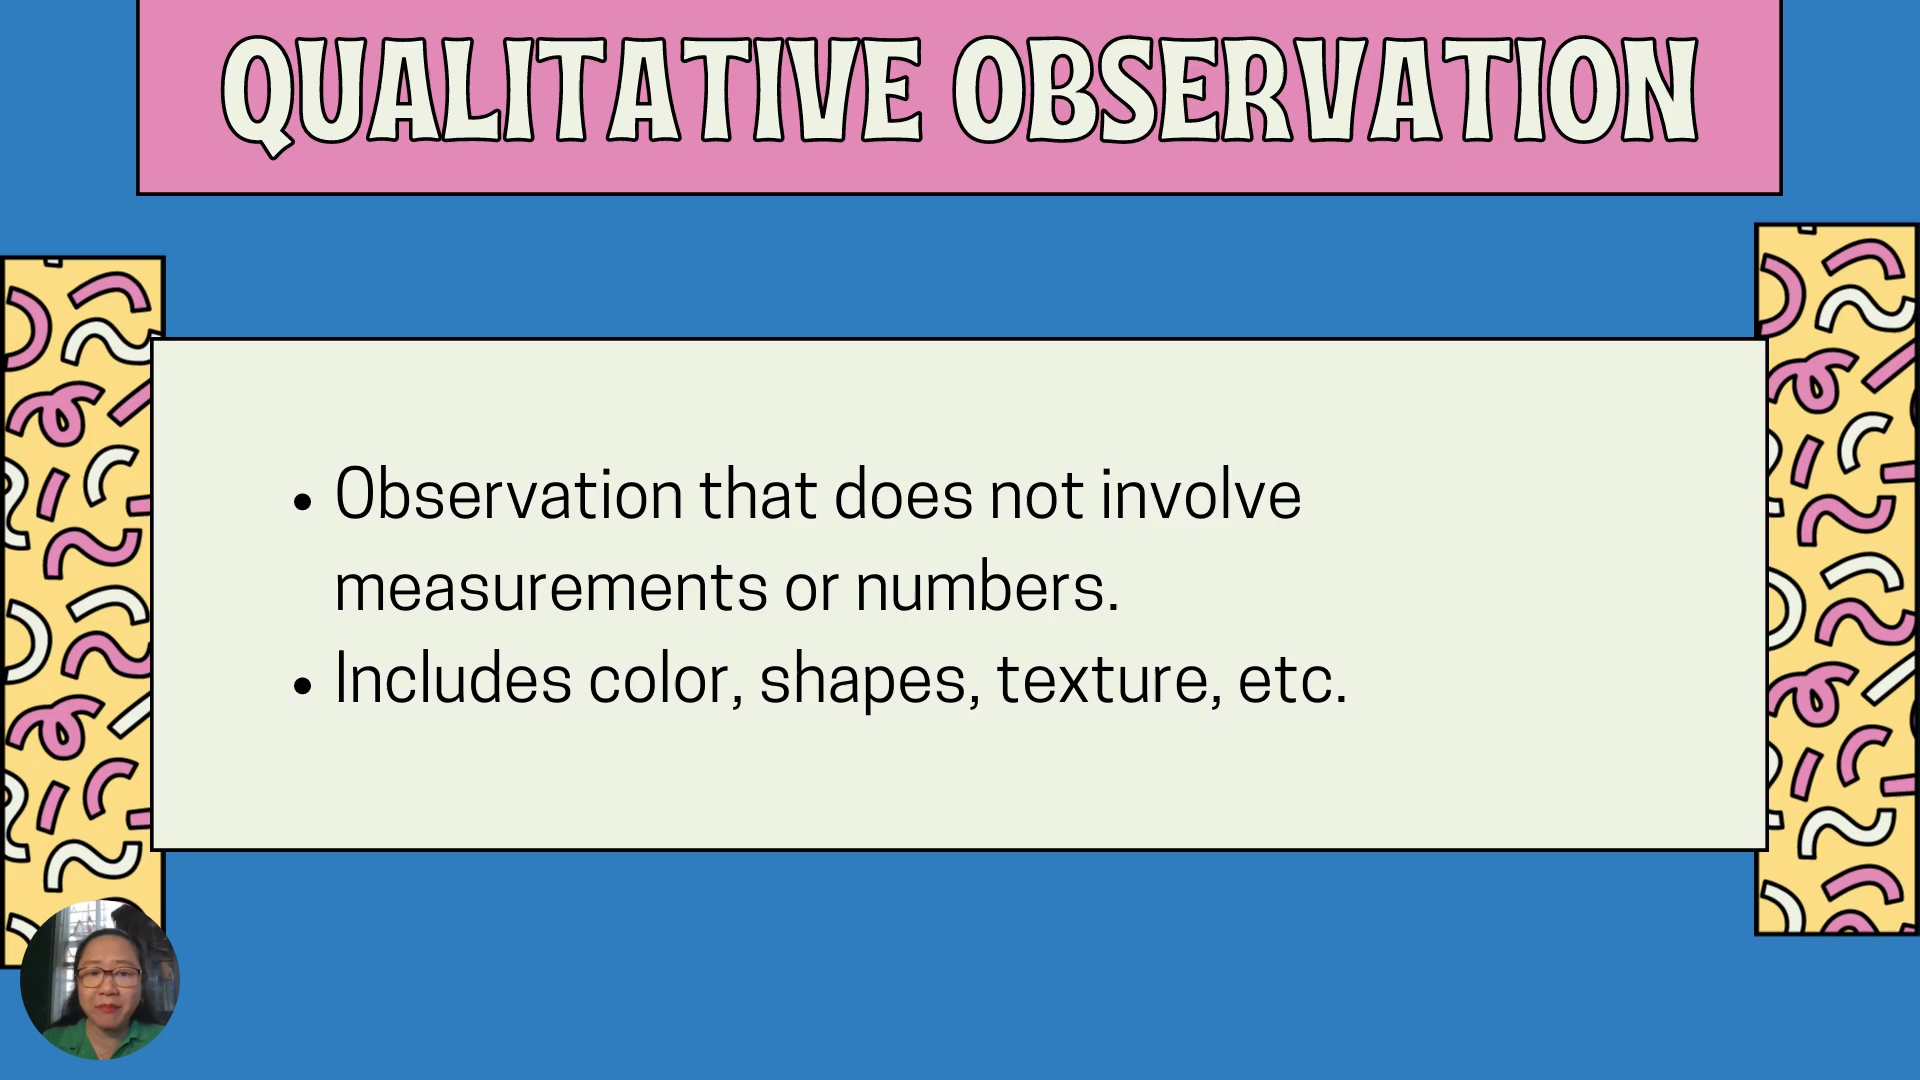 QUALITATIVE OBSERVATION
• Observation that does not involve
measurements or numbers.
• Includes color, shapes, texture, etc.